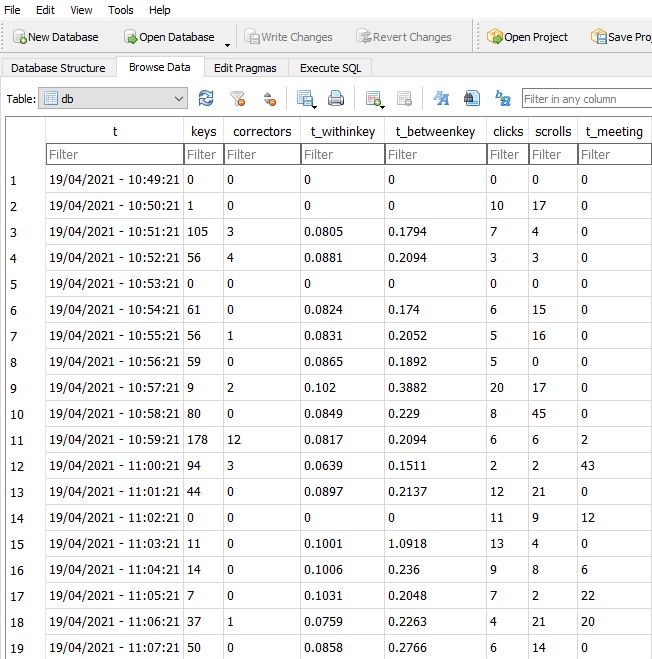 File Edit View Tools Help
New Database Open Database Write Changes Revert Changes Open Project Save Proj
Database Structure Browse Data Edit Pragmas Execute SQL
Table: db Filter in any column
t keys correctors t_withinkey t_betweenkey clicks scrolls t_meeting
Filter Filter Filter Filter Filter Filter Filter Filter
1 19/04/2021 - 10:49:21 0 0 0 0 0 0 0
2 19/04/2021 - 10:50:21 1 0 0 0 10 17 0
3 19/04/2021 - 10:51:21 105 3 0.0805 0.1794 7 4 0
4 19/04/2021 - 10:52:21 56 4 0.0881 0.2094 3 3 0
5 19/04/2021 - 10:53:21 0 0 0 0 0 0 0
6 19/04/2021 - 10:54:21 61 0 0.0824 0.174 6 15 0
7 19/04/2021 - 10:55:21 56 1 0.0831 0.2052 5 16 0
8 19/04/2021 - 10:56:21 59 0 0.0865 0.1892 5 0 0
9 19/04/2021 - 10:57:21 9 2 0.102 0.3882 20 17 0
10 19/04/2021 - 10:58:21 80 0 0.0849 0.229 8 45 0
11 19/04/2021 - 10:59:21 178 12 0.0817 0.2094 6 6 2
12 19/04/2021 - 11:00:21 94 3 0.0639 0.1511 2 2 43
13 19/04/2021 - 11:01:21 44 0 0.0897 0.2137 12 21 0
14 19/04/2021 - 11:02:21 0 0 0 0 11 9 12
15 19/04/2021 - 11:03:21 11 0 0.1001 1.0918 13 4 0
16 19/04/2021 - 11:04:21 14 0 0.1006 0.236 9 8 6
17 19/04/2021 - 11:05:21 7 0 0.1031 0.2048 7 2 22
18 19/04/2021 - 11:06:21 37 1 0.0759 0.2263 4 21 20
19 19/04/2021 - 11:07:21 50 0 0.0858 0.2766 6 14 0